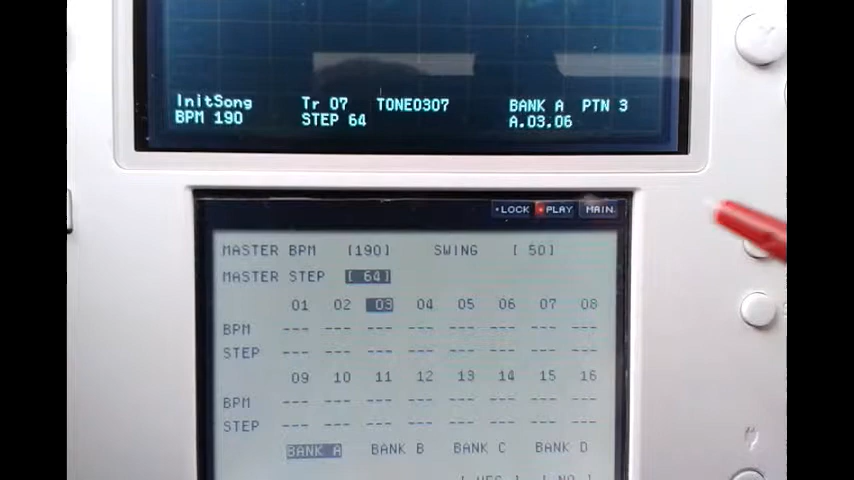 InitSong Tr 07 TONE0307 BANK A PTN 3
BPM 190 STEP 64 A.03.06
LOCK PLAY MAIN
MASTER BPM [190] SWING [ 50]
MASTER STEP [ 64]
01 02 03 04 05 06 07 08
BPM --- --- --- --- --- --- --- ---
STEP --- --- --- --- --- --- --- ---
09 10 11 12 13 14 15 16
BPM --- --- --- --- --- --- --- ---
STEP --- --- --- --- --- --- --- ---
BANK A BANK B BANK C BANK D